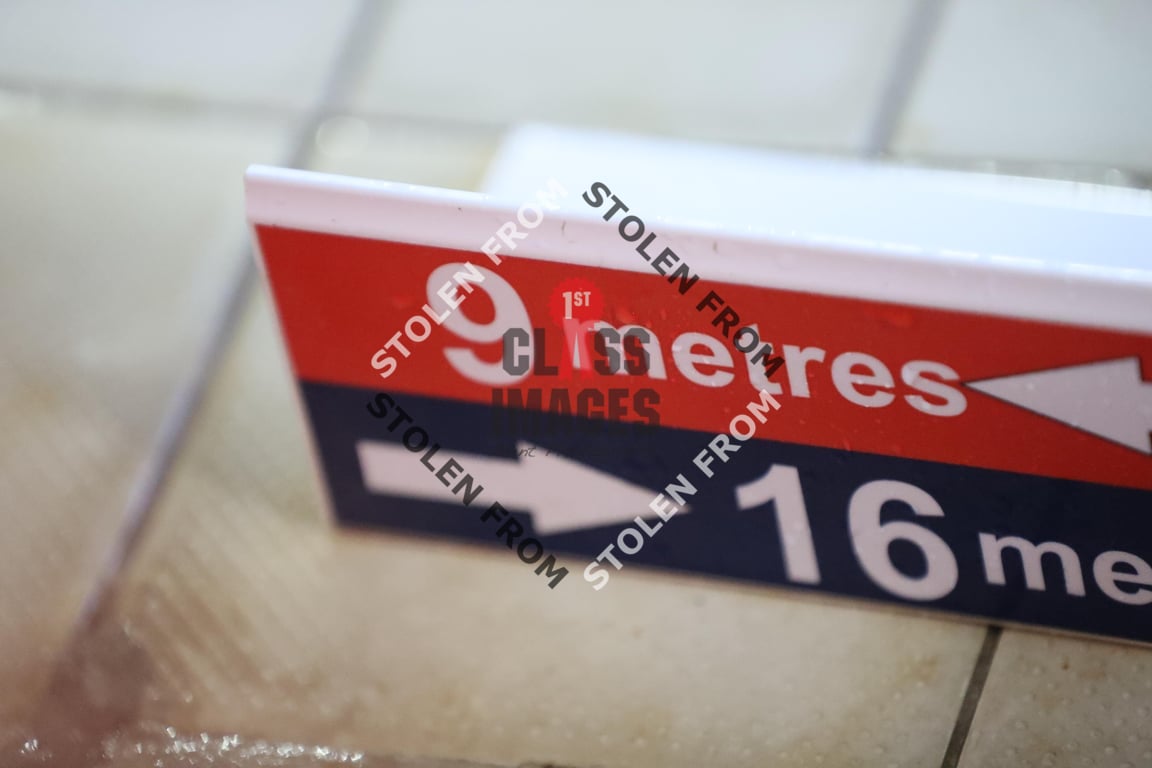 9 metres
16 me
STOLEN FROM
STOLEN FROM
STOLEN FROM
STOLEN FROM
1ST
CLASS
IMAGES